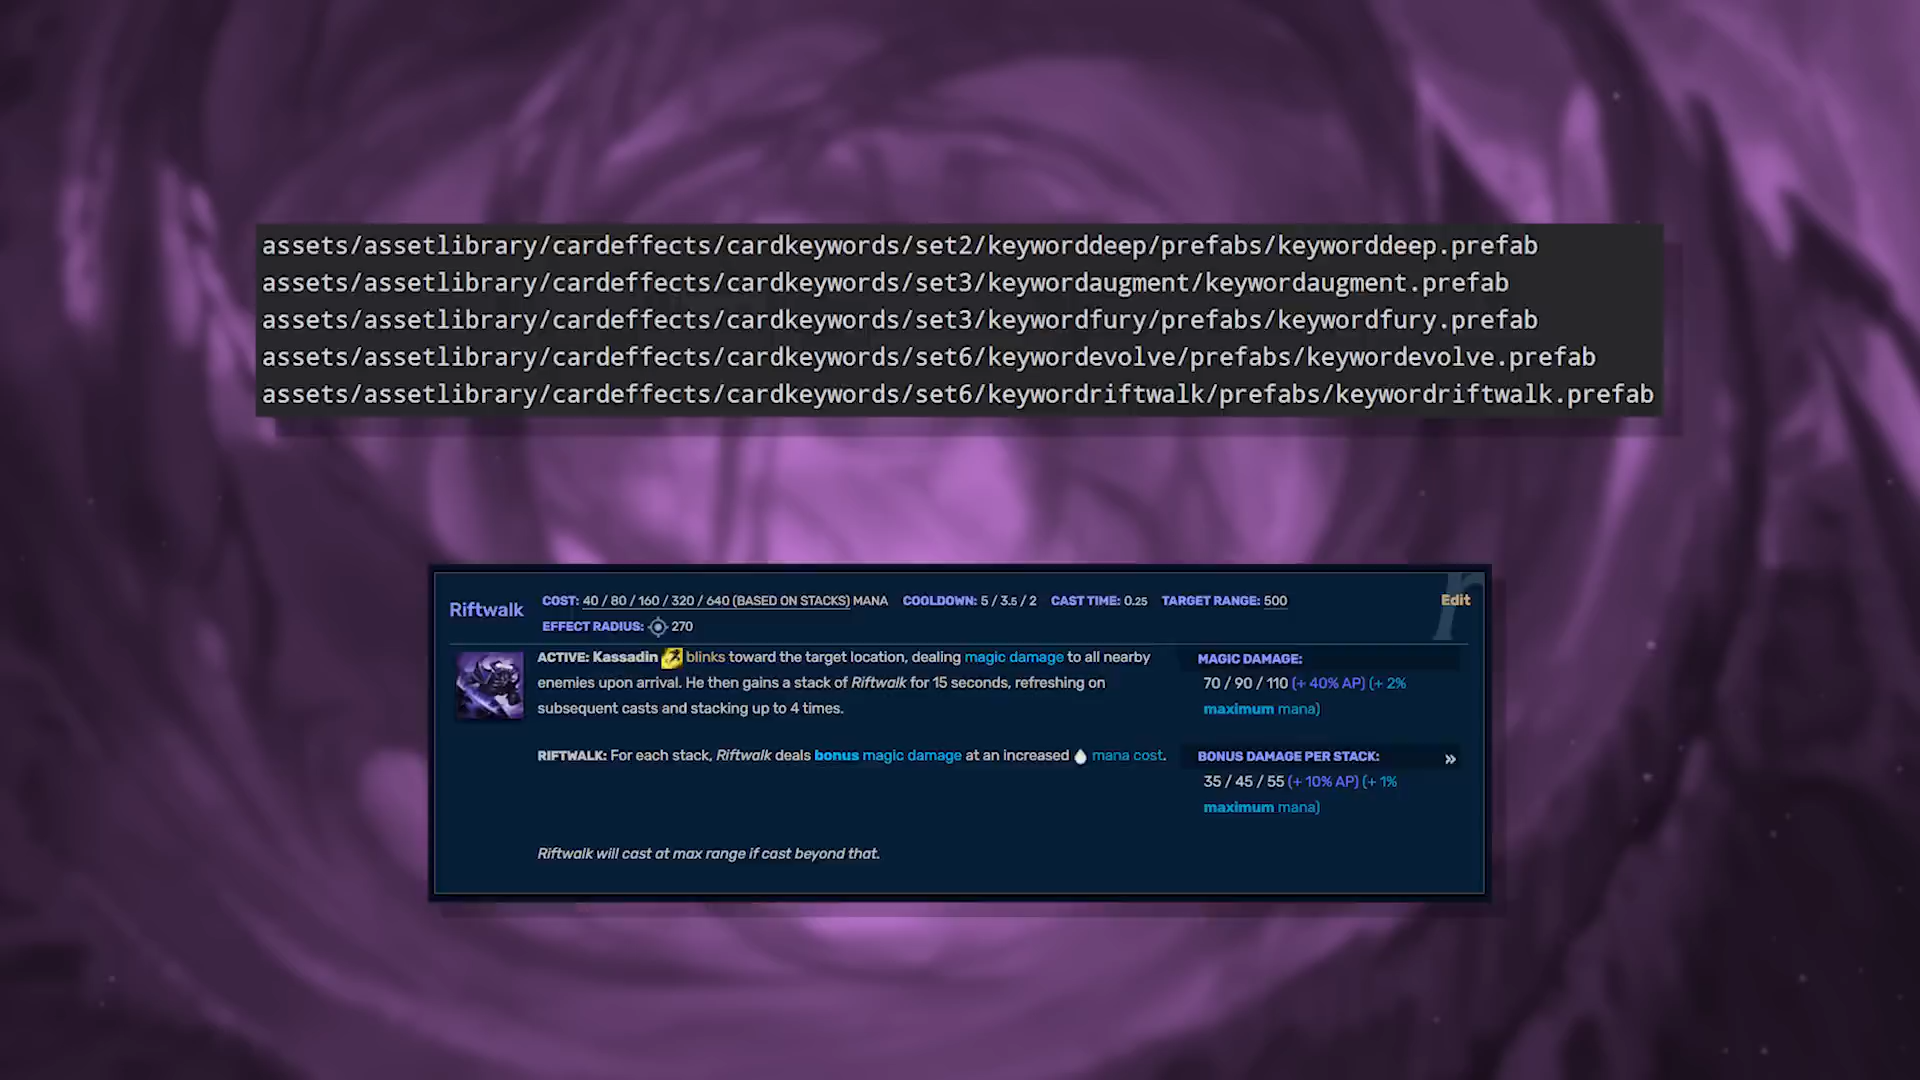 assets/assetlibrary/cardeffects/cardkeywords/set2/keyworddeep/prefabs/keyworddeep.prefab
assets/assetlibrary/cardeffects/cardkeywords/set3/keywordaugment/keywordaugment.prefab
assets/assetlibrary/cardeffects/cardkeywords/set3/keywordfury/prefabs/keywordfury.prefab
assets/assetlibrary/cardeffects/cardkeywords/set6/keywordevolve/prefabs/keywordevolve.prefab
assets/assetlibrary/cardeffects/cardkeywords/set6/keywordriftwalk/prefabs/keywordriftwalk.prefab
Riftwalk
COST: 40 / 80 / 160 / 320 / 640 (BASED ON STACKS) MANA COOLDOWN: 5 / 3.5 / 2 CAST TIME: 0.25 TARGET RANGE: 500
EFFECT RADIUS: 270
Edit
ACTIVE: Kassadin blinks toward the target location, dealing magic damage to all nearby
enemies upon arrival. He then gains a stack of Riftwalk for 15 seconds, refreshing on
subsequent casts and stacking up to 4 times.
MAGIC DAMAGE:
70 / 90 / 110 (+ 40% AP) (+ 2%
maximum mana)
RIFTWALK: For each stack, Riftwalk deals bonus magic damage at an increased mana cost.
BONUS DAMAGE PER STACK: »
35 / 45 / 55 (+ 10% AP) (+ 1%
maximum mana)
Riftwalk will cast at max range if cast beyond that.